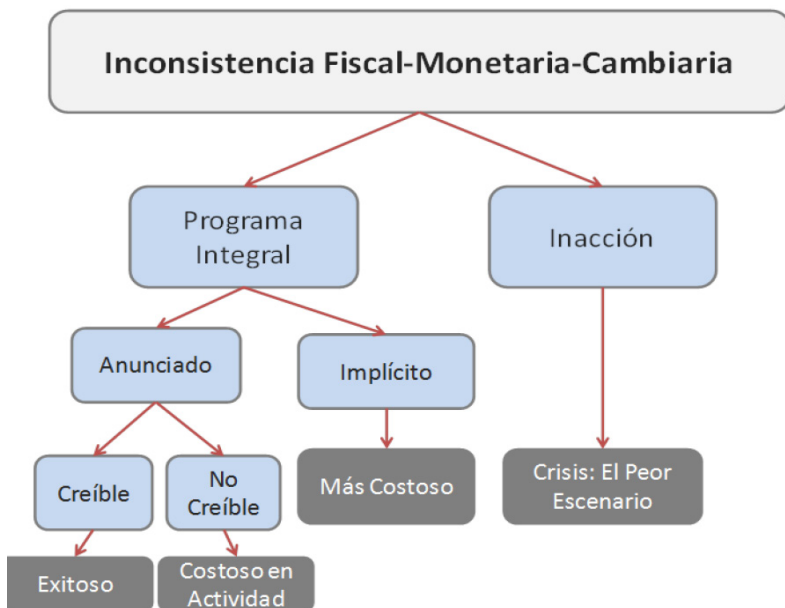 Inconsistencia Fiscal-Monetaria-Cambiaria
Programa
Integral
Inacción
Anunciado
Implícito
Creíble
No
Creíble
Más Costoso
Crisis: El Peor
Escenario
Exitoso
Costoso en
Actividad